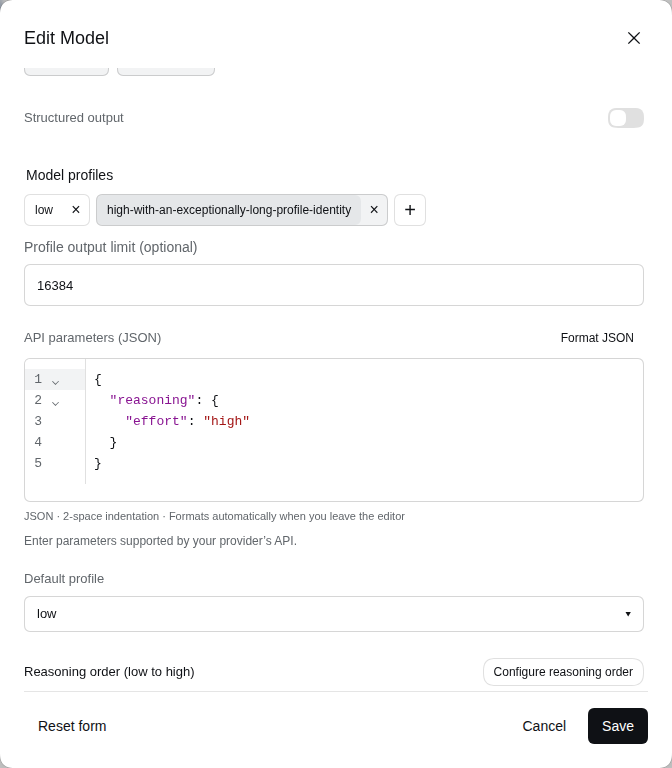 Edit Model
Structured output
Model profiles
low × high-with-an-exceptionally-long-profile-identity × +
Profile output limit (optional)
16384
API parameters (JSON)
Format JSON
1 {
2 "reasoning": {
3 "effort": "high"
4 }
5 }
JSON · 2-space indentation · Formats automatically when you leave the editor
Enter parameters supported by your provider’s API.
Default profile
low
Reasoning order (low to high)
Configure reasoning order
Reset form
Cancel
Save